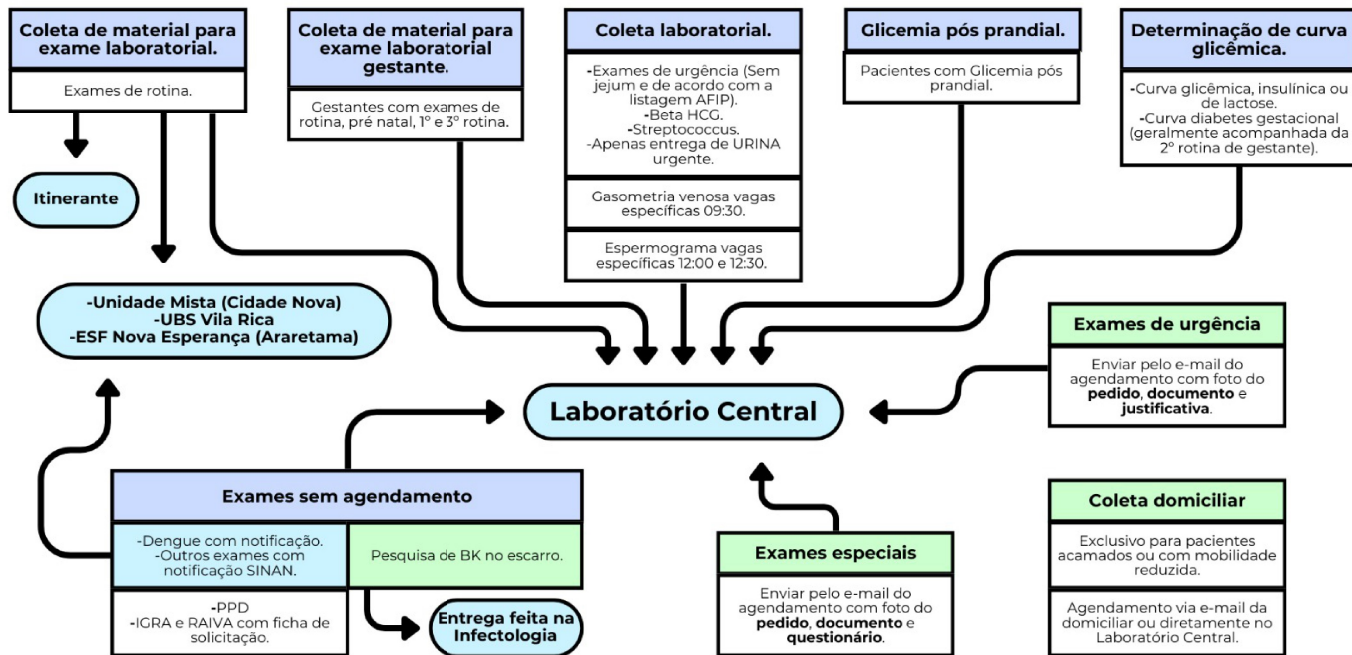 Coleta de material para
exame laboratorial.
Exames de rotina.
Coleta de material para
exame laboratorial
gestante.
Gestantes com exames de
rotina, pré natal, 1º e 3º rotina.
Coleta laboratorial.
-Exames de urgência (Sem
jejum e de acordo com a
listagem AFIP).
-Beta HCG.
-Streptococcus.
-Apenas entrega de URINA
urgente.
Gasometria venosa vagas
específicas 09:30.
Espermograma vagas
específicas 12:00 e 12:30.
Glicemia pós prandial.
Pacientes com Glicemia pós
prandial.
Determinação de curva
glicêmica.
-Curva glicêmica, insulínica ou
de lactose.
-Curva diabetes gestacional
(geralmente acompanhada da
2º rotina de gestante).
Itinerante
-Unidade Mista (Cidade Nova)
-UBS Vila Rica
-ESF Nova Esperança (Araretama)
Laboratório Central
Exames de urgência
Enviar pelo e-mail do
agendamento com foto do
pedido, documento e
justificativa.
Exames sem agendamento
-Dengue com notificação.
-Outros exames com
notificação SINAN.
Pesquisa de BK no escarro.
-PPD
-IGRA e RAIVA com ficha de
solicitação.
Entrega feita na
Infectologia
Exames especiais
Enviar pelo e-mail do
agendamento com foto do
pedido, documento e
questionário.
Coleta domiciliar
Exclusivo para pacientes
acamados ou com mobilidade
reduzida.
Agendamento via e-mail da
domiciliar ou diretamente no
Laboratório Central.